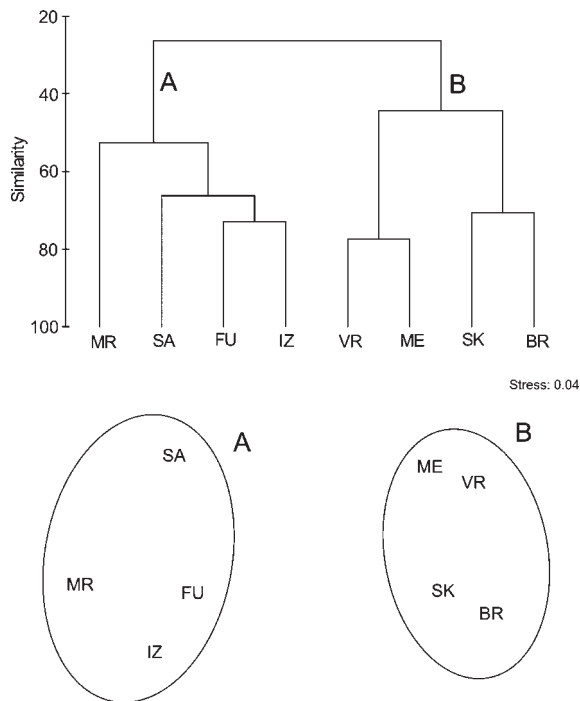 20
A
B
40
Similarity
60
80
100
MR SA FU IZ VR ME SK BR
Stress: 0.04
A
B
SA
ME
VR
MR
FU
SK
BR
IZ